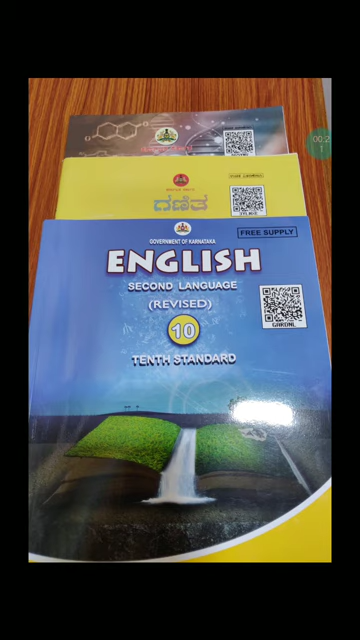 ಗಣಿತ
GOVERNMENT OF KARNATAKA
FREE SUPPLY
ENGLISH
SECOND LANGUAGE
(REVISED)
10
TENTH STANDARD